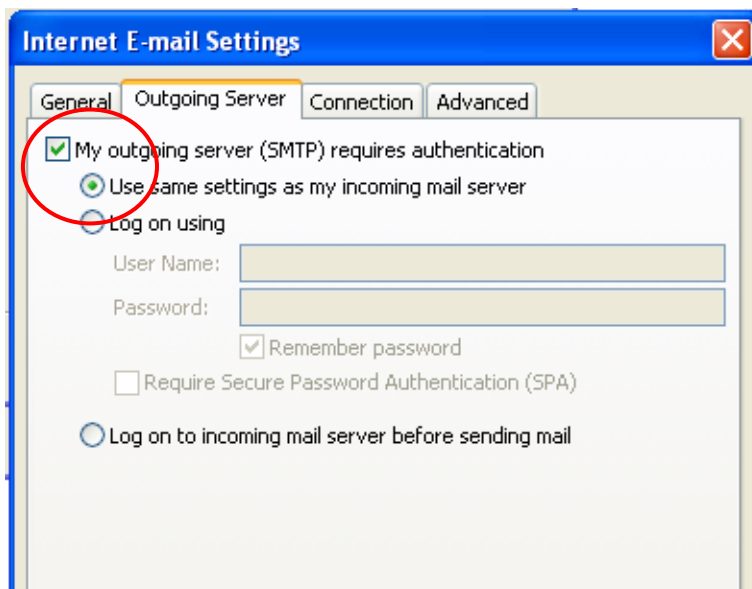 Internet E-mail Settings
General Outgoing Server Connection Advanced
My outgoing server (SMTP) requires authentication
Use same settings as my incoming mail server
Log on using
User Name:
Password:
Remember password
Require Secure Password Authentication (SPA)
Log on to incoming mail server before sending mail